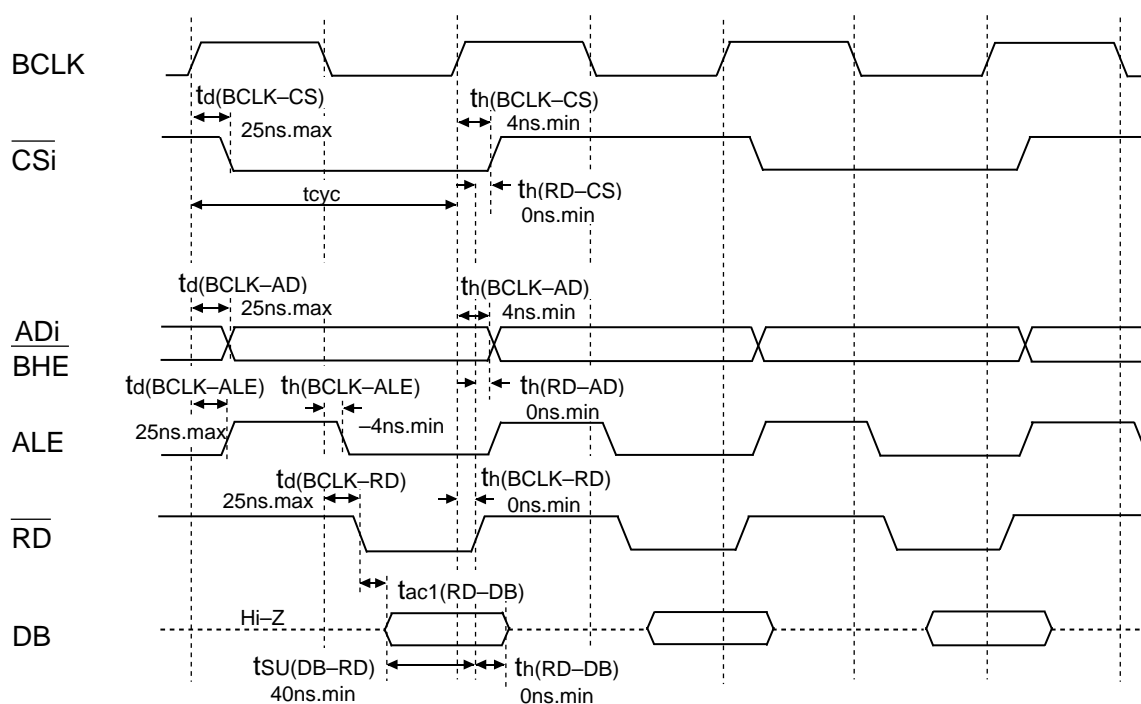 BCLK
td(BCLK–CS)
25ns.max
th(BCLK–CS)
4ns.min
CSi
tcyc
th(RD–CS)
0ns.min
td(BCLK–AD)
25ns.max
th(BCLK–AD)
4ns.min
ADi
BHE
td(BCLK–ALE)
25ns.max
th(BCLK–ALE)
–4ns.min
th(RD–AD)
0ns.min
ALE
td(BCLK–RD)
25ns.max
th(BCLK–RD)
0ns.min
RD
tac1(RD–DB)
Hi–Z
DB
tSU(DB–RD)
40ns.min
th(RD–DB)
0ns.min